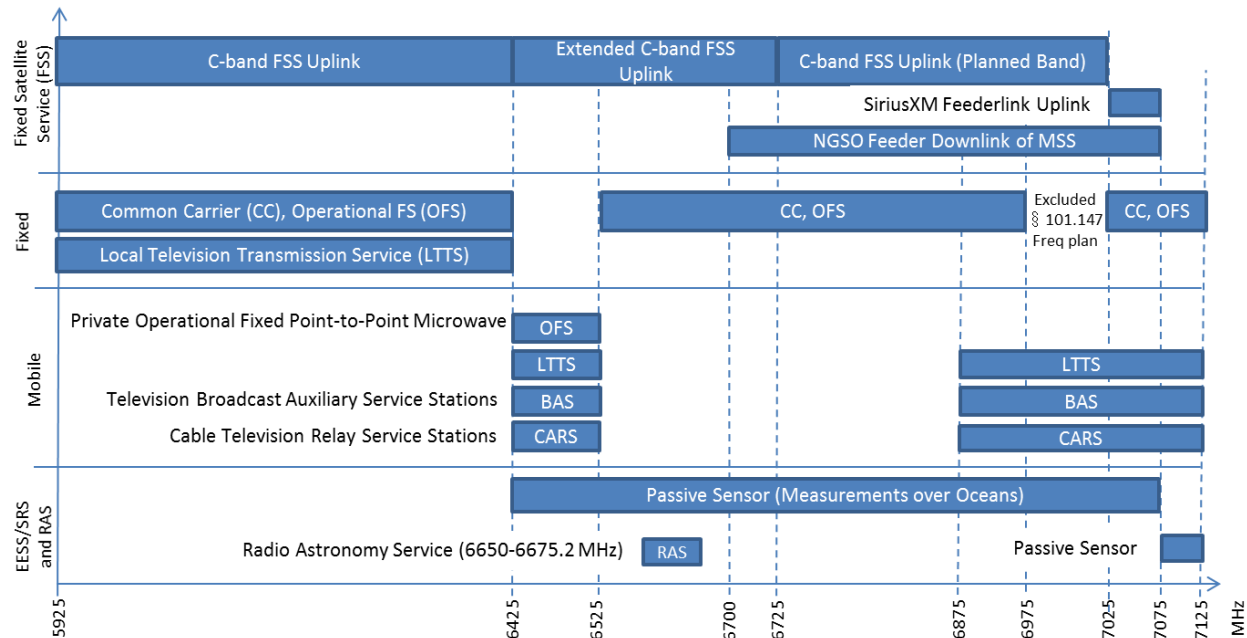 Fixed Satellite
Service (FSS)
C-band FSS Uplink
Extended C-band FSS
Uplink
C-band FSS Uplink (Planned Band)
SiriusXM Feederlink Uplink
NGSO Feeder Downlink of MSS
Fixed
Common Carrier (CC), Operational FS (OFS)
CC, OFS
Excluded
§ 101.147
Freq plan
CC, OFS
Local Television Transmission Service (LTTS)
Mobile
Private Operational Fixed Point-to-Point Microwave
OFS
LTTS
LTTS
Television Broadcast Auxiliary Service Stations
BAS
BAS
Cable Television Relay Service Stations
CARS
CARS
EESS/SRS
and RAS
Passive Sensor (Measurements over Oceans)
Radio Astronomy Service (6650-6675.2 MHz)
RAS
Passive Sensor
5925
6425
6525
6700
6725
6875
6975
7025
7075
7125
MHz